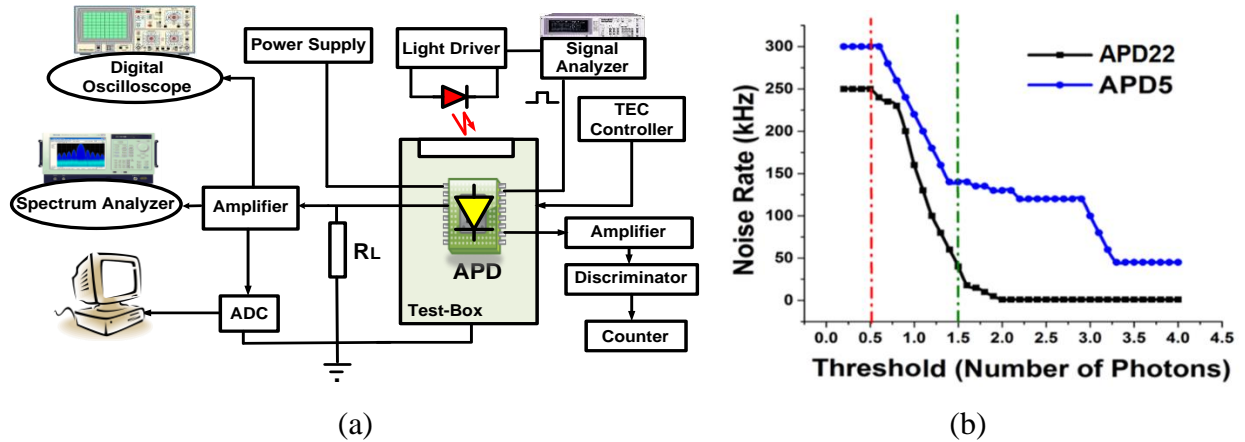 Power Supply
Light Driver
Signal
Analyzer
Digital
Oscilloscope
TEC
Controller
Spectrum Analyzer
Amplifier
RL
APD
Amplifier
Discriminator
Test-Box
ADC
Counter
(a)
APD22
APD5
Noise Rate (kHz)
300
250
200
150
100
50
0
0.0 0.5 1.0 1.5 2.0 2.5 3.0 3.5 4.0 4.5
Threshold (Number of Photons)
(b)